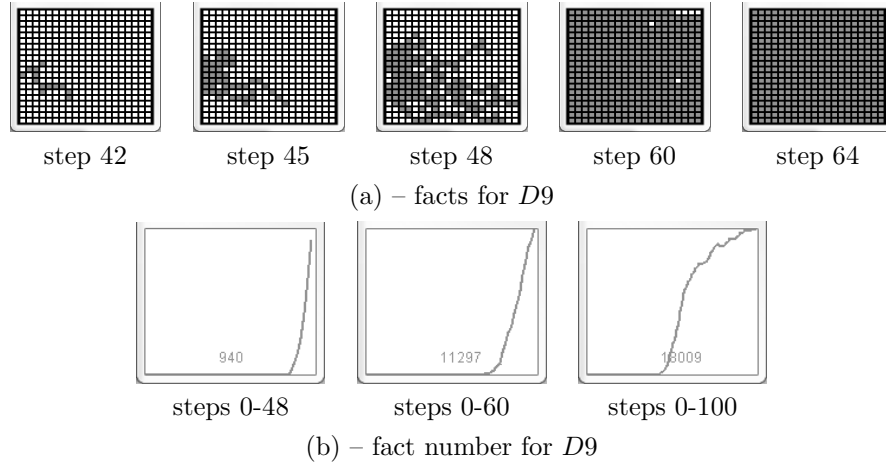 step 42 step 45 step 48 step 60 step 64
(a) – facts for D9
940 11297 18009
steps 0-48 steps 0-60 steps 0-100
(b) – fact number for D9